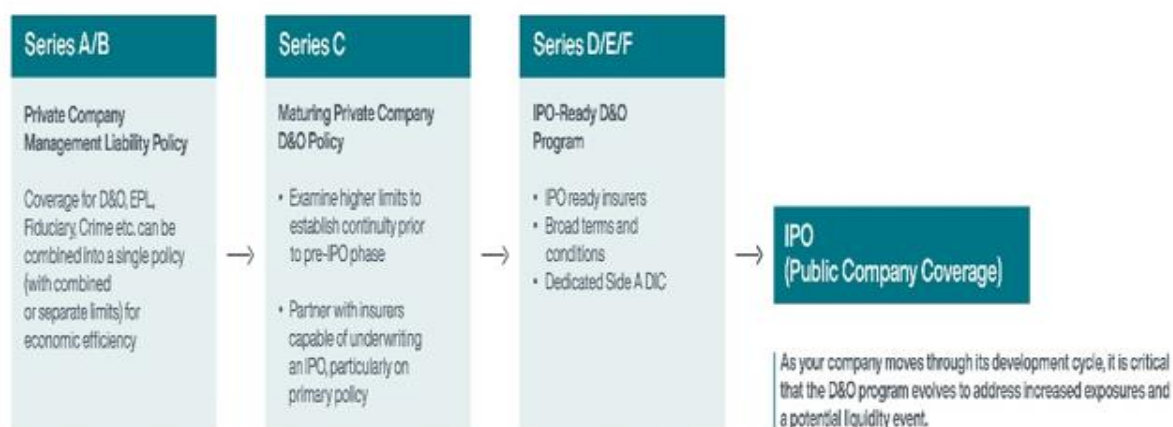 Series A/B
Private Company
Management Liability Policy
Coverage for D&O, EPL,
Fiduciary, Crime etc. can be
combined into a single policy
(with combined
or separate limits) for
economic efficiency
→
Series C
Maturing Private Company
D&O Policy
• Examine higher limits to
establish continuity prior
to pre-IPO phase
• Partner with insurers
capable of underwriting
an IPO, particularly on
primary policy
→
Series D/E/F
IPO-Ready D&O
Program
• IPO ready insurers
• Broad terms and
conditions
• Dedicated Side A DIC
→
IPO
(Public Company Coverage)
As your company moves through its development cycle, it is critical
that the D&O program evolves to address increased exposures and
a potential liquidity event.